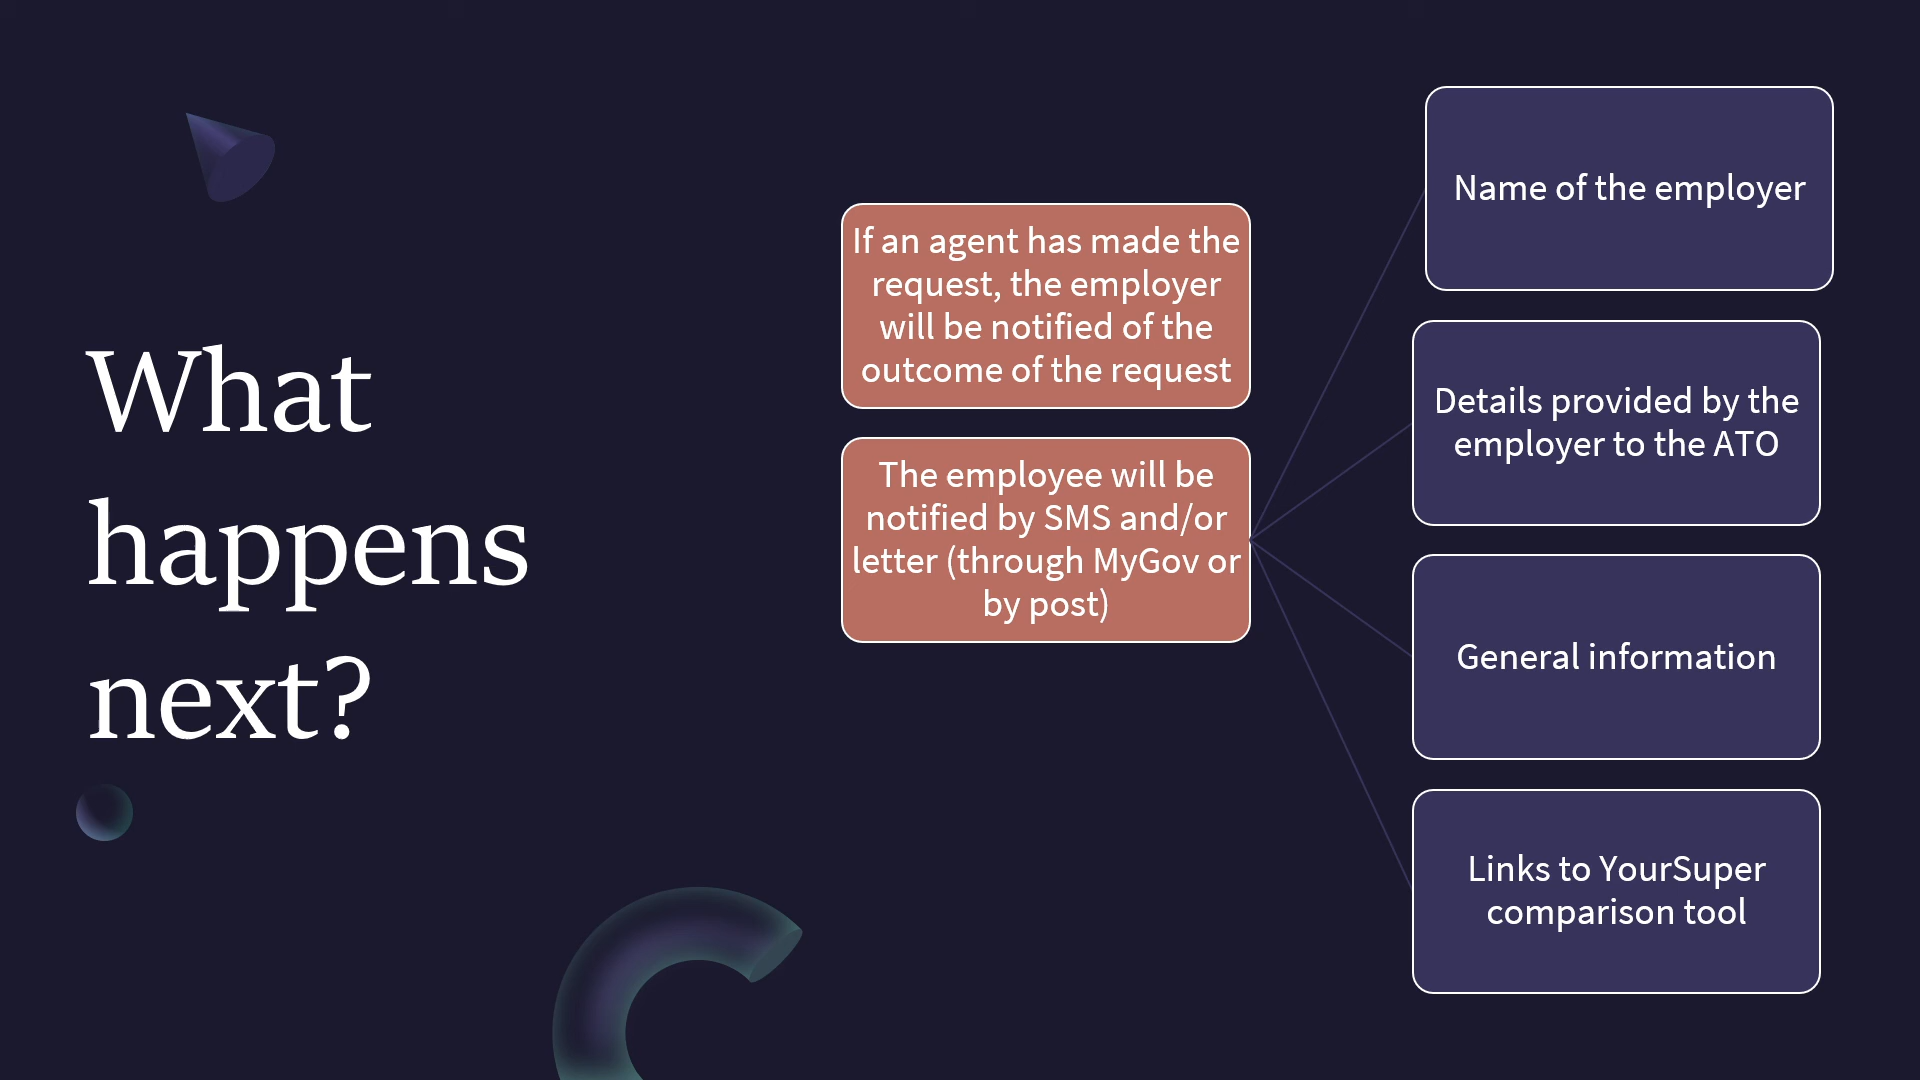 What
happens
next?
If an agent has made the
request, the employer
will be notified of the
outcome of the request
The employee will be
notified by SMS and/or
letter (through MyGov or
by post)
Name of the employer
Details provided by the
employer to the ATO
General information
Links to YourSuper
comparison tool